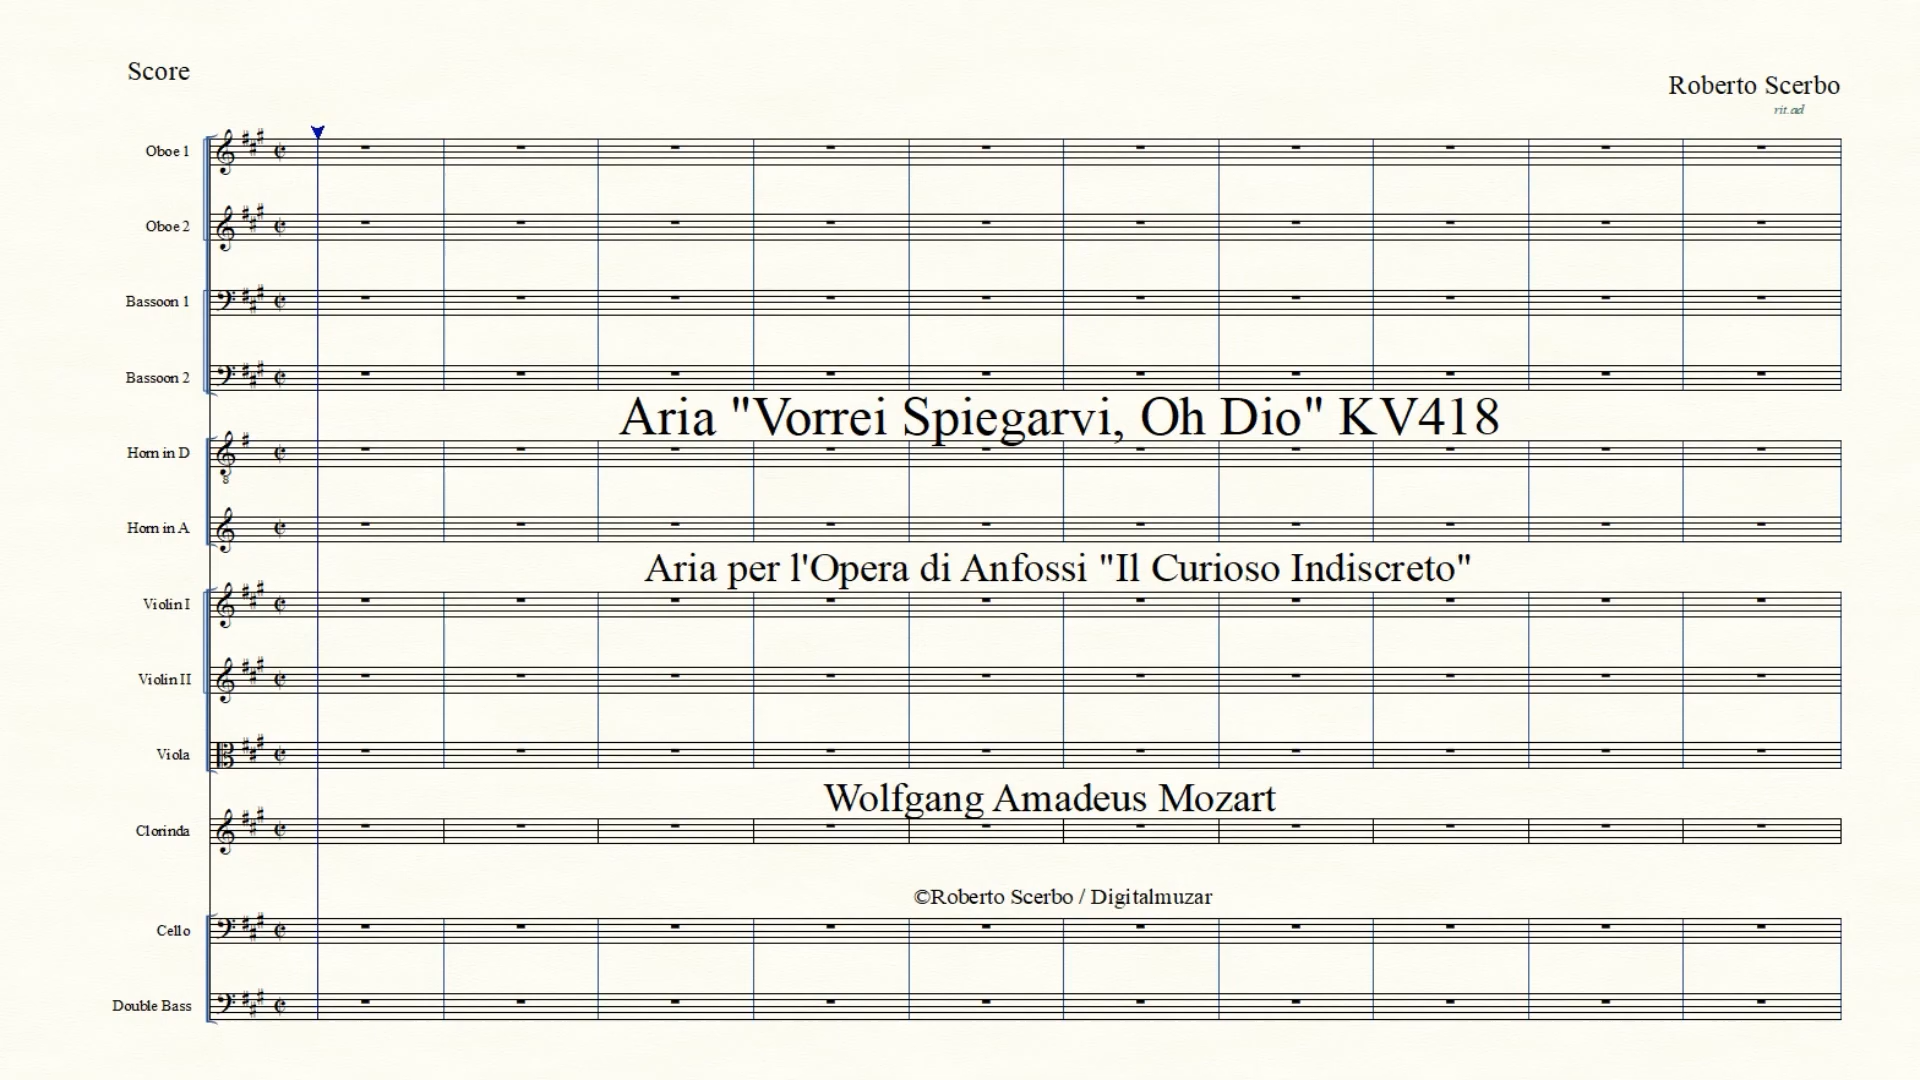 Score
Roberto Scerbo
rit.ad
Oboe 1
Oboe 2
Bassoon 1
Bassoon 2
Aria "Vorrei Spiegarvi, Oh Dio" KV418
Horn in D
Horn in A
Aria per l'Opera di Anfossi "Il Curioso Indiscreto"
Violin I
Violin II
Viola
Wolfgang Amadeus Mozart
Clorinda
©Roberto Scerbo / Digitalmuzar
Cello
Double Bass